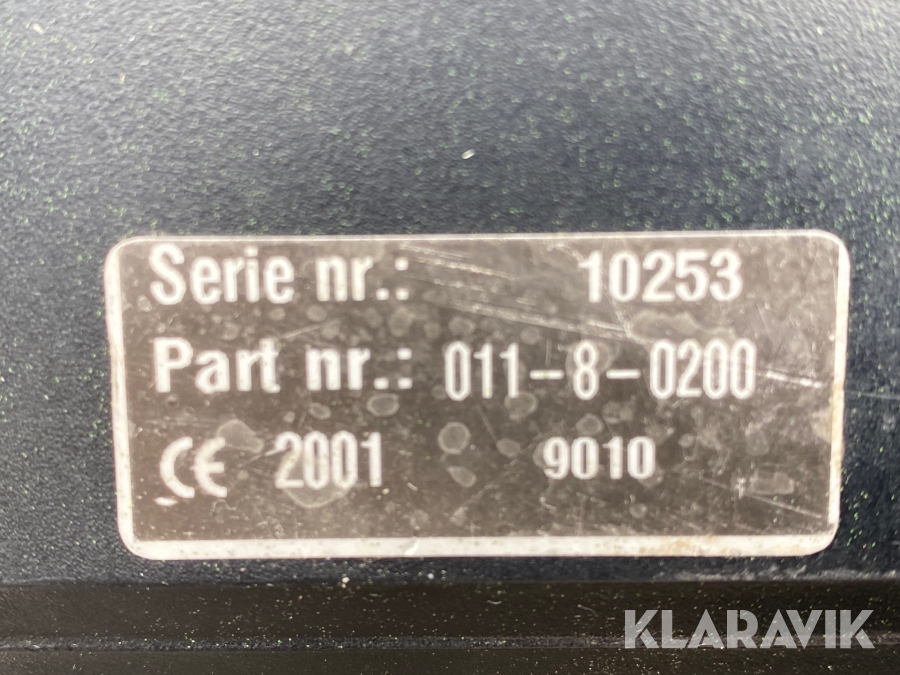 Serie nr.: 10253
Part nr.: 011-8-0200
CE 2001 9010
KLARAVIK